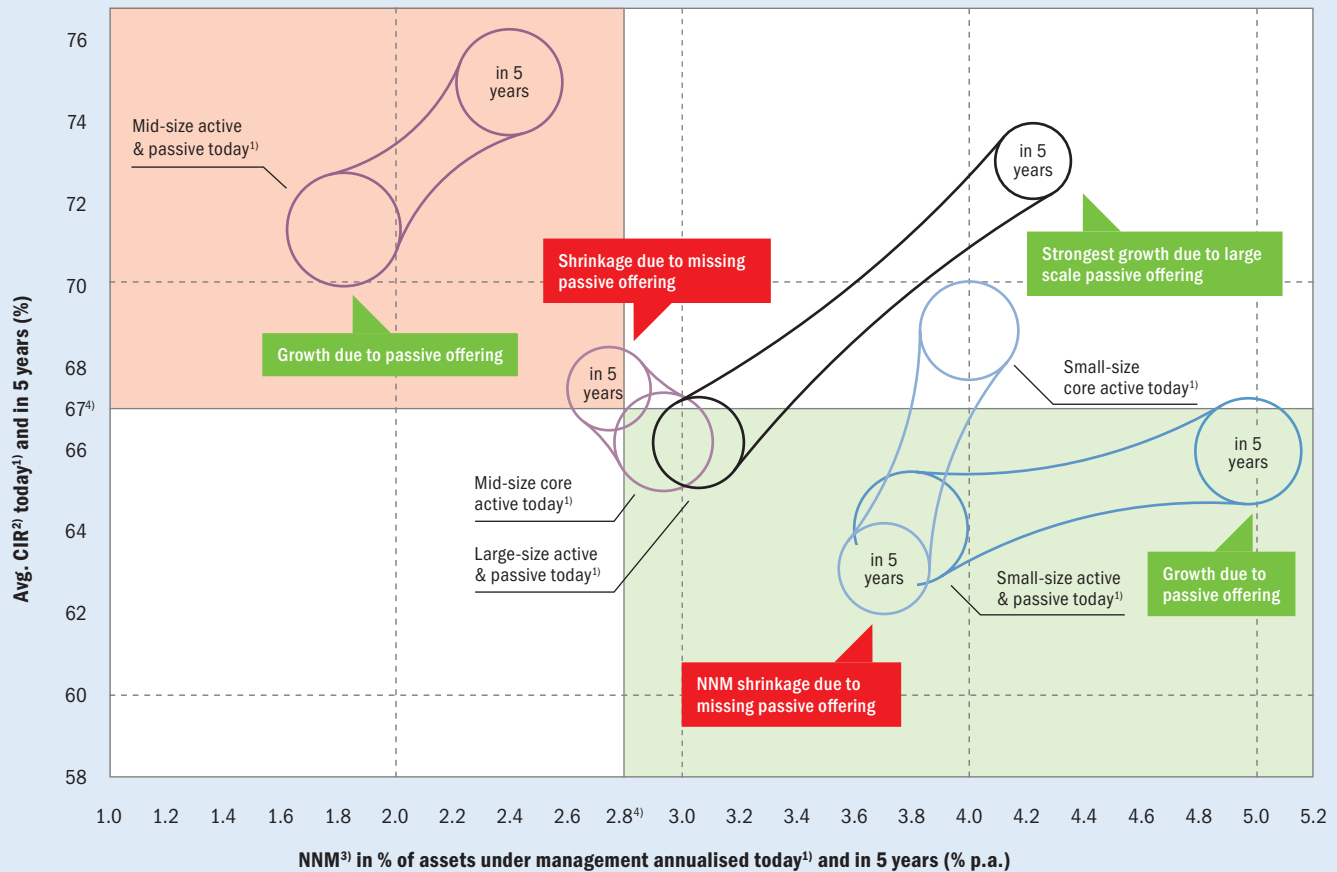 Avg. CIR2) today1) and in 5 years (%)
76
74
72
70
68
674)
66
64
62
60
58
in 5
years
Mid-size active
& passive today1)
Growth due to passive offering
Shrinkage due to missing
passive offering
in 5
years
in 5
years
Strongest growth due to large
scale passive offering
Small-size
core active today1)
Mid-size core
active today1)
Large-size active
& passive today1)
in 5
years
in 5
years
Small-size active
& passive today1)
Growth due to
passive offering
NNM shrinkage due to
missing passive offering
1.0 1.2 1.4 1.6 1.8 2.0 2.2 2.4 2.6 2.84) 3.0 3.2 3.4 3.6 3.8 4.0 4.2 4.4 4.6 4.8 5.0 5.2
NNM3) in % of assets under management annualised today1) and in 5 years (% p.a.)